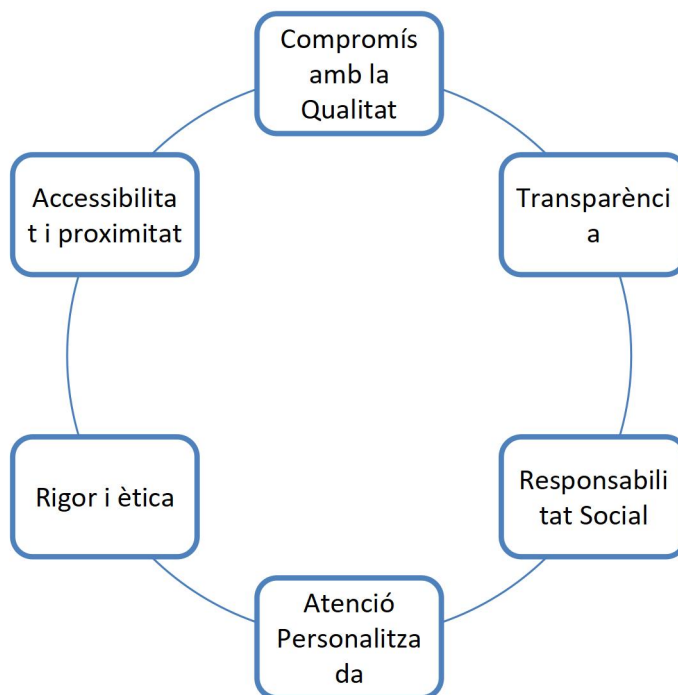 Compromís
amb la
Qualitat
Transparènci
a
Responsabili
tat Social
Atenció
Personalitza
da
Rigor i ètica
Accessibilita
t i proximitat